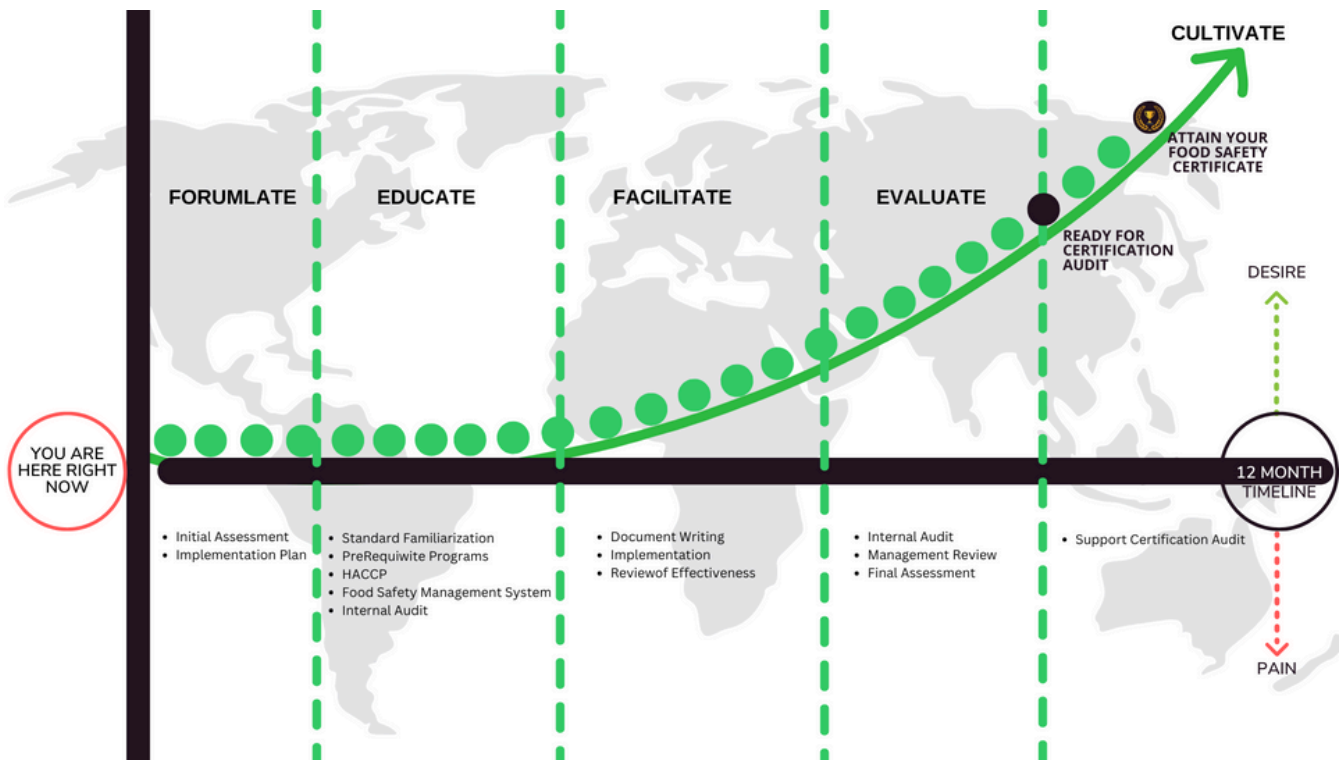 CULTIVATE
ATTAIN YOUR
FOOD SAFETY
CERTIFICATE
FORUMLATE
EDUCATE
FACILITATE
EVALUATE
READY FOR
CERTIFICATION
AUDIT
DESIRE
YOU ARE
HERE RIGHT
NOW
12 MONTH
TIMELINE
• Initial Assessment
• Implementation Plan
• Standard Familiarization
• PreRequiwite Programs
• HACCP
• Food Safety Management System
• Internal Audit
• Document Writing
• Implementation
• Reviewof Effectiveness
• Internal Audit
• Management Review
• Final Assessment
• Support Certification Audit
PAIN